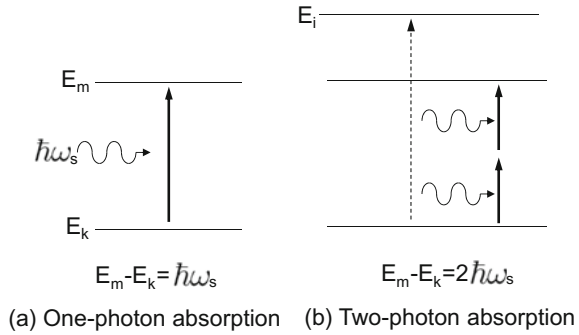 E_i
E_m
ħω_s
E_k
E_m-E_k=ħω_s
E_m-E_k=2ħω_s
(a) One-photon absorption
(b) Two-photon absorption